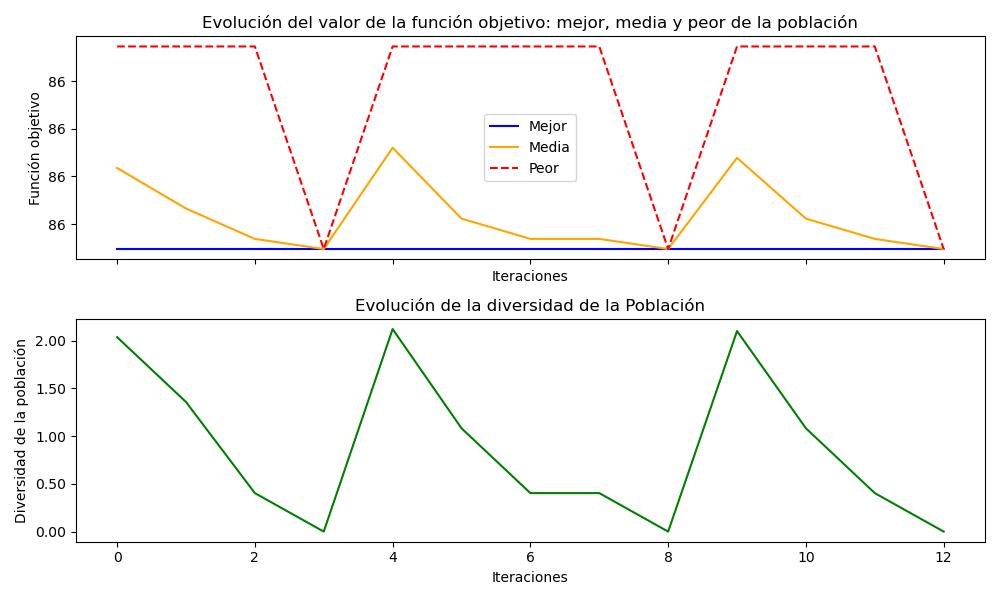 Evolución del valor de la función objetivo: mejor, media y peor de la población
Función objetivo
86
86
86
86
Mejor
Media
Peor
Iteraciones
Evolución de la diversidad de la Población
Diversidad de la población
2.00
1.50
1.00
0.50
0.00
0 2 4 6 8 10 12
Iteraciones